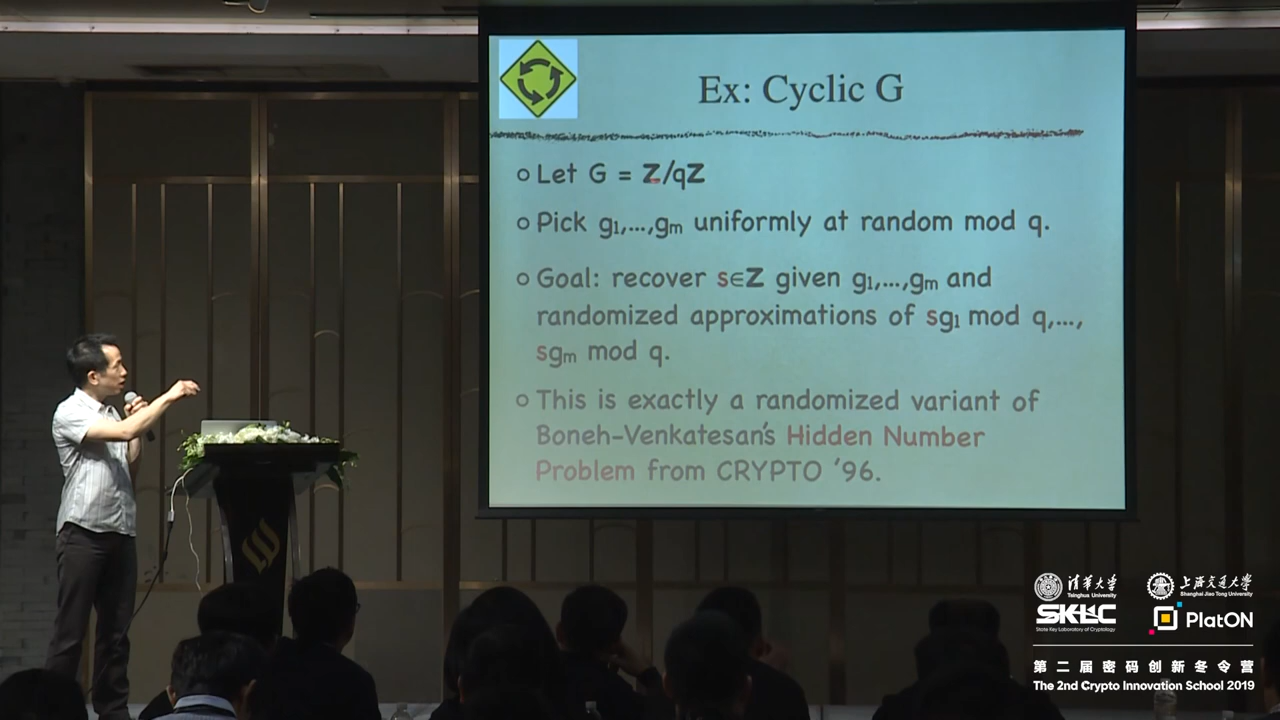 Ex: Cyclic G
Let G = Z/qZ
Pick g1,...,gm uniformly at random mod q.
Goal: recover s∈Z given g1,...,gm and
randomized approximations of sg1 mod q,...,
sgm mod q.
This is exactly a randomized variant of
Boneh-Venkatesan's Hidden Number
Problem from CRYPTO '96.
清华大学
Tsinghua University
上海交通大学
Shanghai Jiao Tong University
SKLC
State Key Laboratory of Cryptology
PlatON
第二届密码创新冬令营
The 2nd Crypto Innovation School 2019